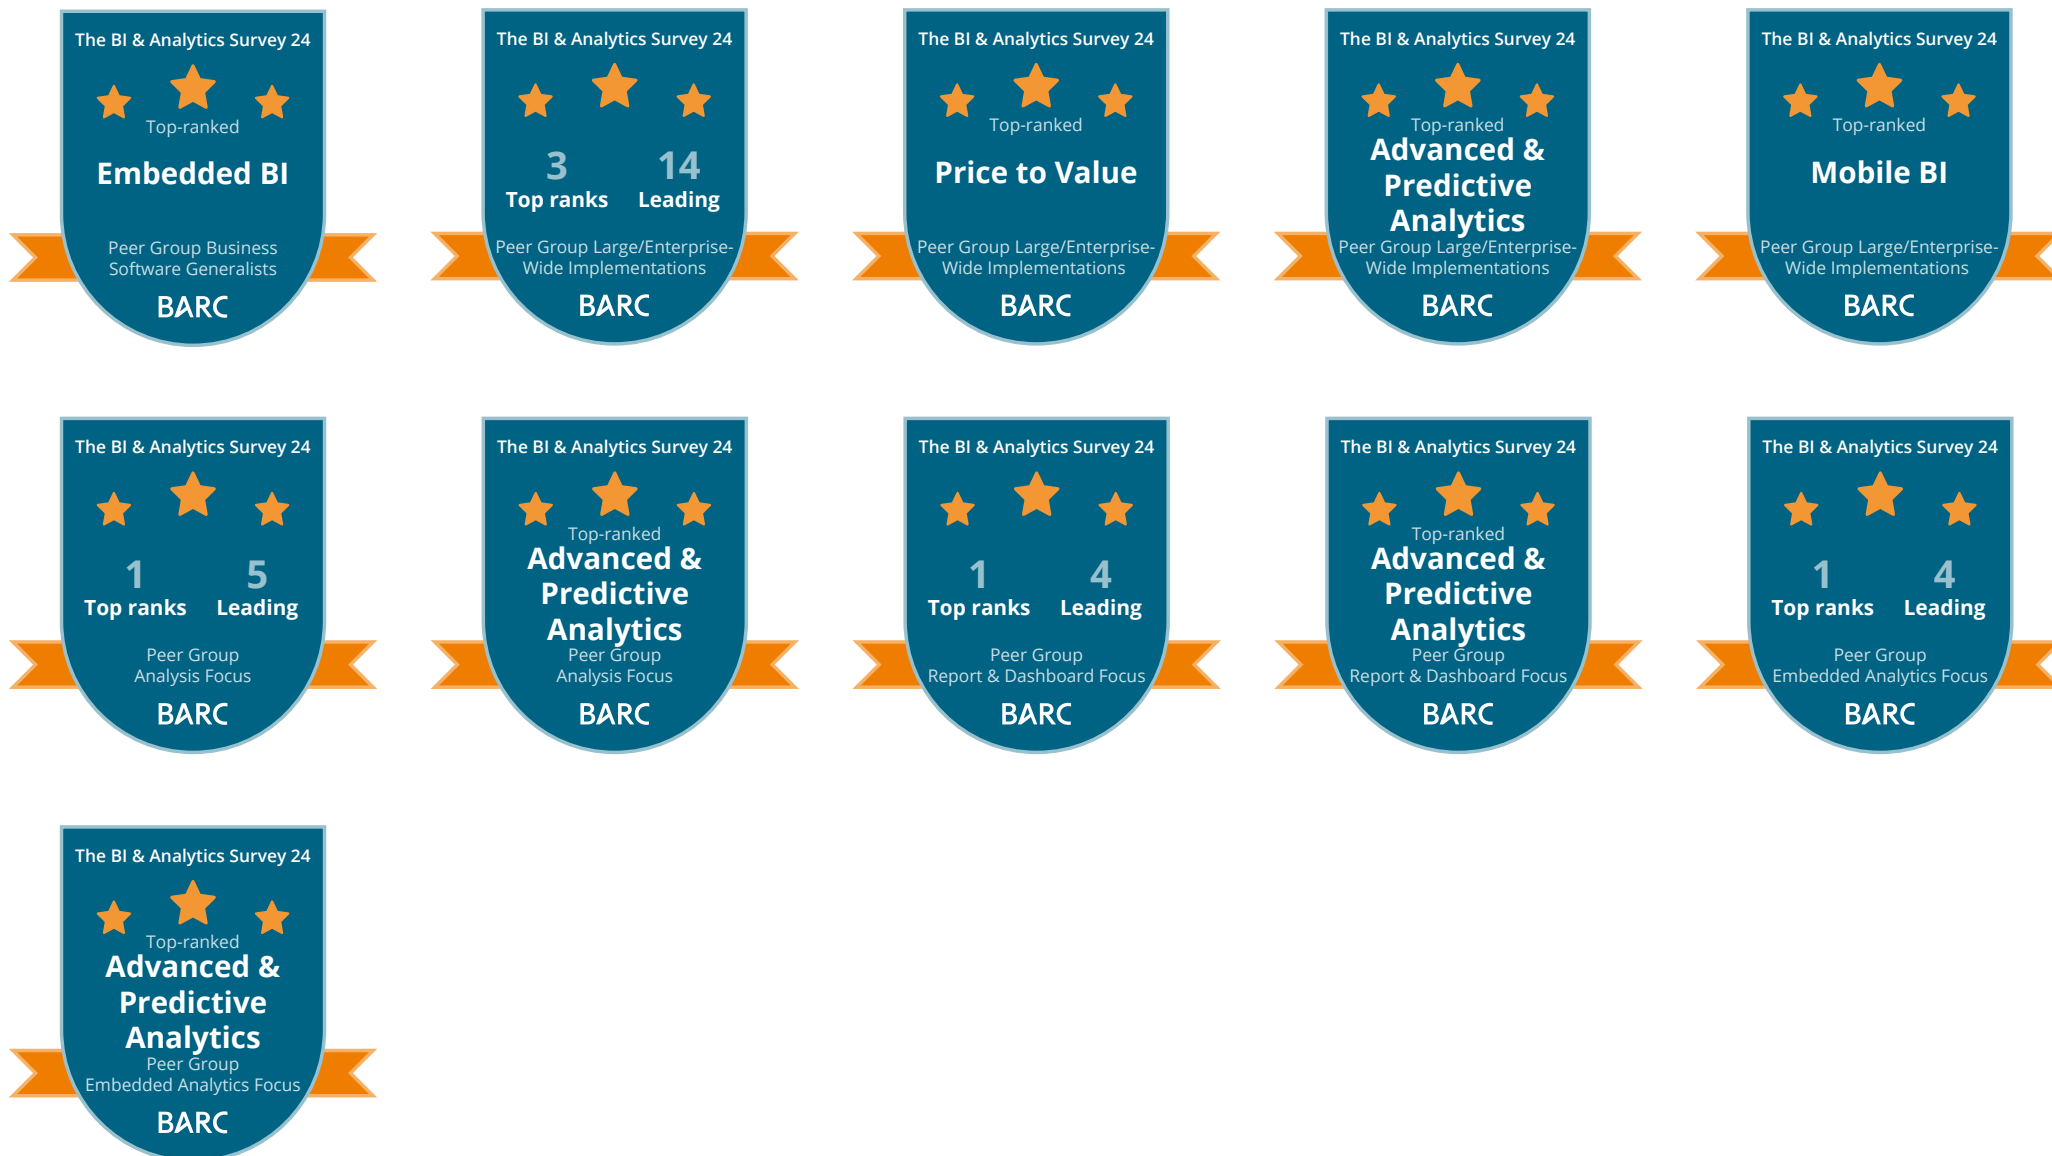 The BI & Analytics Survey 24
Top-ranked
Embedded BI
Peer Group Business
Software Generalists
BARC
The BI & Analytics Survey 24
3 14
Top ranks Leading
Peer Group Large/Enterprise-
Wide Implementations
BARC
The BI & Analytics Survey 24
Top-ranked
Price to Value
Peer Group Large/Enterprise-
Wide Implementations
BARC
The BI & Analytics Survey 24
Top-ranked
Advanced &
Predictive
Analytics
Peer Group Large/Enterprise-
Wide Implementations
BARC
The BI & Analytics Survey 24
Top-ranked
Mobile BI
Peer Group Large/Enterprise-
Wide Implementations
BARC
The BI & Analytics Survey 24
1 5
Top ranks Leading
Peer Group
Analysis Focus
BARC
The BI & Analytics Survey 24
Top-ranked
Advanced &
Predictive
Analytics
Peer Group
Analysis Focus
BARC
The BI & Analytics Survey 24
1 4
Top ranks Leading
Peer Group
Report & Dashboard Focus
BARC
The BI & Analytics Survey 24
Top-ranked
Advanced &
Predictive
Analytics
Peer Group
Report & Dashboard Focus
BARC
The BI & Analytics Survey 24
1 4
Top ranks Leading
Peer Group
Embedded Analytics Focus
BARC
The BI & Analytics Survey 24
Top-ranked
Advanced &
Predictive
Analytics
Peer Group
Embedded Analytics Focus
BARC